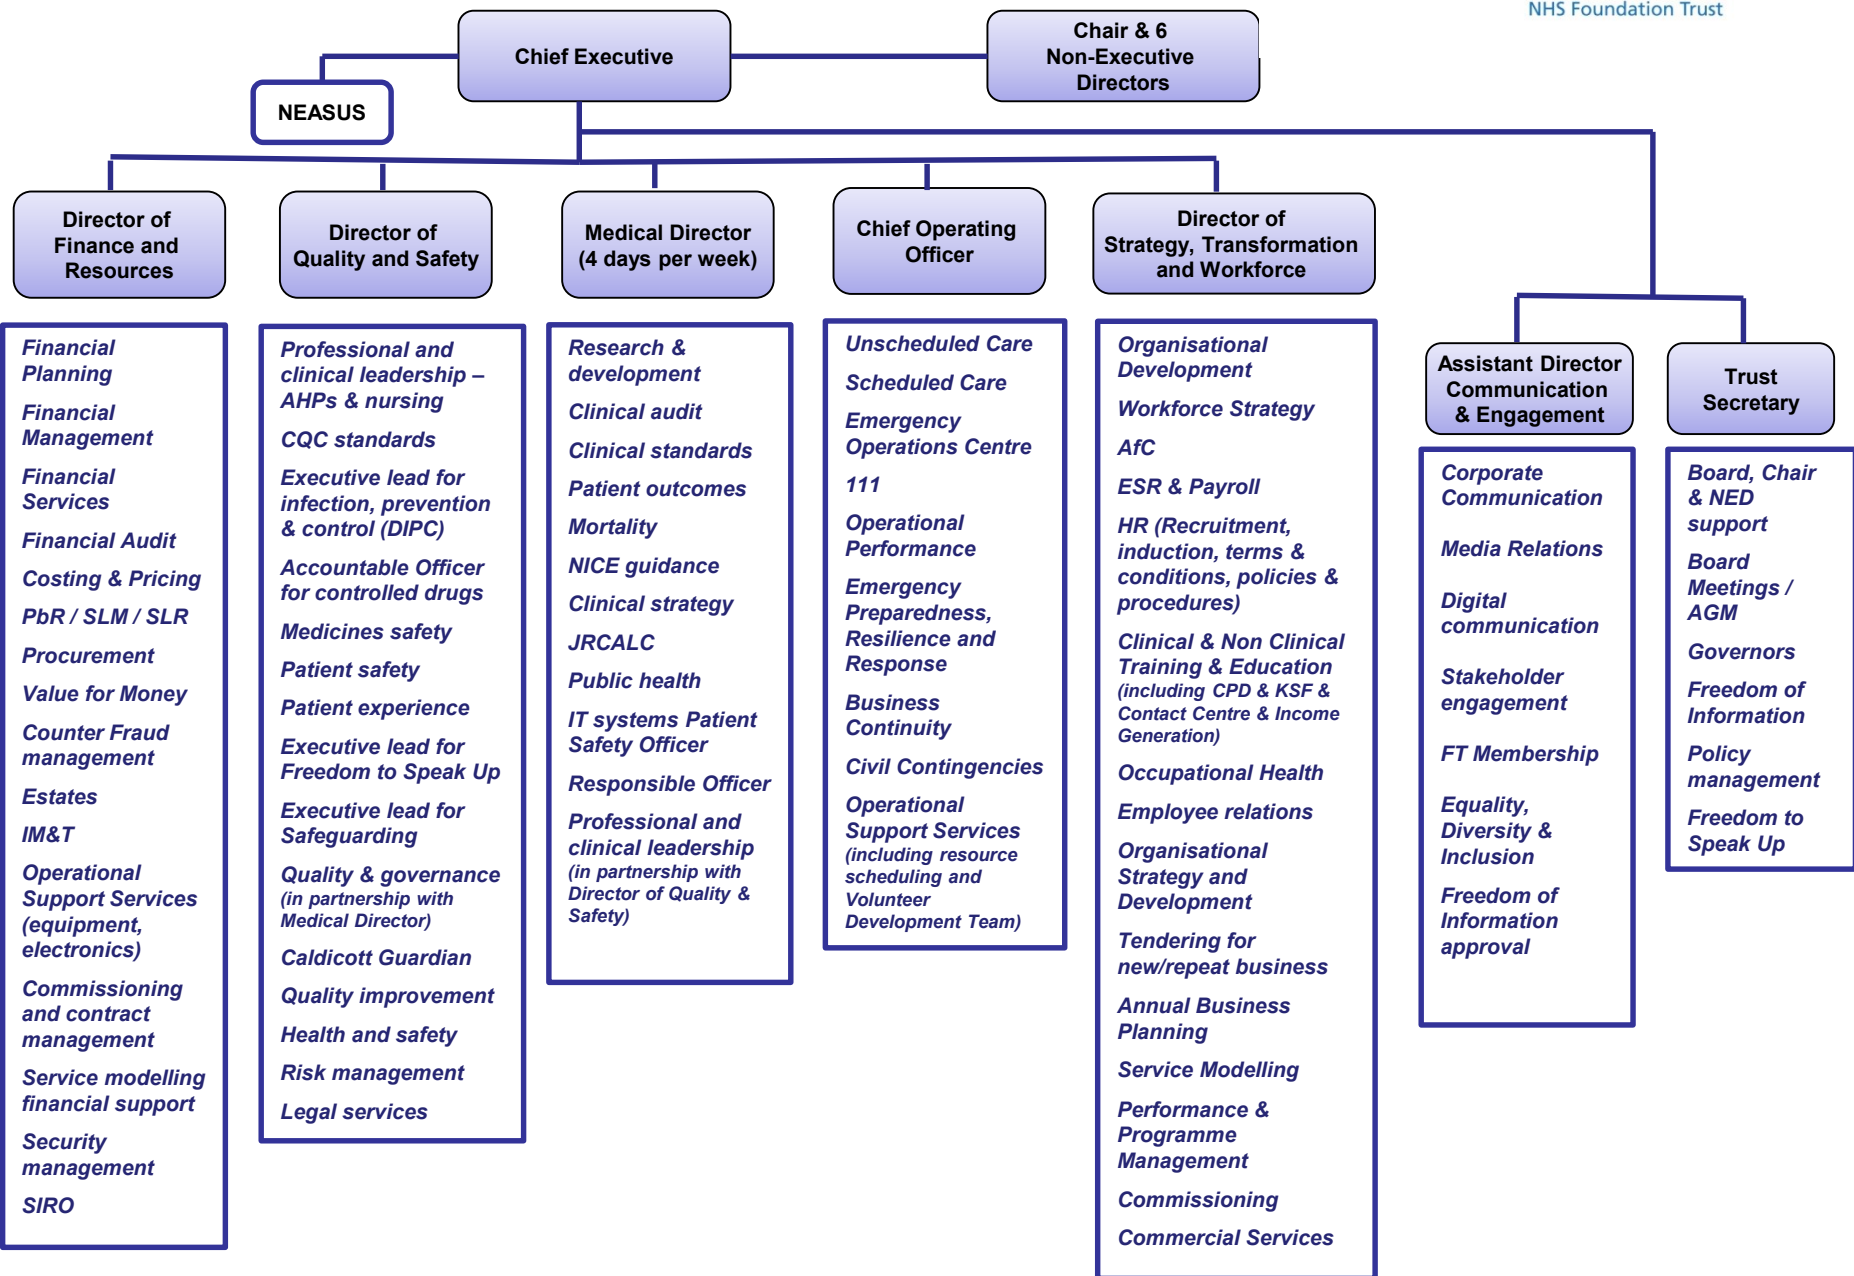 NHS Foundation Trust
Chief Executive
Chair & 6
Non-Executive
Directors
NEASUS
Director of
Finance and
Resources
Director of
Quality and Safety
Medical Director
(4 days per week)
Chief Operating
Officer
Director of
Strategy, Transformation
and Workforce
Assistant Director
Communication
& Engagement
Trust
Secretary
Financial
Planning
Financial
Management
Financial
Services
Financial Audit
Costing & Pricing
PbR / SLM / SLR
Procurement
Value for Money
Counter Fraud
management
Estates
IM&T
Operational
Support Services
(equipment,
electronics)
Commissioning
and contract
management
Service modelling
financial support
Security
management
SIRO
Professional and
clinical leadership –
AHPs & nursing
CQC standards
Executive lead for
infection, prevention
& control (DIPC)
Accountable Officer
for controlled drugs
Medicines safety
Patient safety
Patient experience
Executive lead for
Freedom to Speak Up
Executive lead for
Safeguarding
Quality & governance
(in partnership with
Medical Director)
Caldicott Guardian
Quality improvement
Health and safety
Risk management
Legal services
Research &
development
Clinical audit
Clinical standards
Patient outcomes
Mortality
NICE guidance
Clinical strategy
JRCALC
Public health
IT systems Patient
Safety Officer
Responsible Officer
Professional and
clinical leadership
(in partnership with
Director of Quality &
Safety)
Unscheduled Care
Scheduled Care
Emergency
Operations Centre
111
Operational
Performance
Emergency
Preparedness,
Resilience and
Response
Business
Continuity
Civil Contingencies
Operational
Support Services
(including resource
scheduling and
Volunteer
Development Team)
Organisational
Development
Workforce Strategy
AfC
ESR & Payroll
HR (Recruitment,
induction, terms &
conditions, policies &
procedures)
Clinical & Non Clinical
Training & Education
(including CPD & KSF &
Contact Centre & Income
Generation)
Occupational Health
Employee relations
Organisational
Strategy and
Development
Tendering for
new/repeat business
Annual Business
Planning
Service Modelling
Performance &
Programme
Management
Commissioning
Commercial Services
Corporate
Communication
Media Relations
Digital
communication
Stakeholder
engagement
FT Membership
Equality,
Diversity &
Inclusion
Freedom of
Information
approval
Board, Chair
& NED
support
Board
Meetings /
AGM
Governors
Freedom of
Information
Policy
management
Freedom to
Speak Up